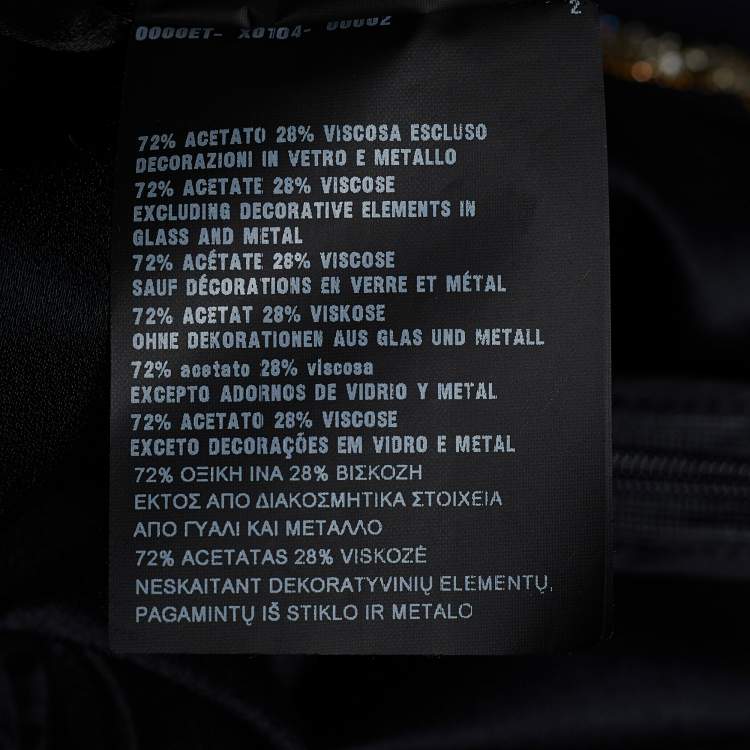 2
0000ET- X0104- 00002
72% ACETATO 28% VISCOSA ESCLUSO
DECORAZIONI IN VETRO E METALLO
72% ACETATE 28% VISCOSE
EXCLUDING DECORATIVE ELEMENTS IN
GLASS AND METAL
72% ACÉTATE 28% VISCOSE
SAUF DÉCORATIONS EN VERRE ET MÉTAL
72% ACETAT 28% VISKOSE
OHNE DEKORATIONEN AUS GLAS UND METALL
72% acetato 28% viscosa
EXCEPTO ADORNOS DE VIDRIO Y METAL
72% ACETATO 28% VISCOSE
EXCETO DECORAÇÕES EM VIDRO E METAL
72% ΟΞΙΚΗ ΙΝΑ 28% ΒΙΣΚΟΖΗ
ΕΚΤΟΣ ΑΠΟ ΔΙΑΚΟΣΜΗΤΙΚΑ ΣΤΟΙΧΕΙΑ
ΑΠΟ ΓΥΑΛΙ ΚΑΙ ΜΕΤΑΛΛΟ
72% ACETATAS 28% VISKOZĖ
NESKAITANT DEKORATYVINIŲ ELEMENTŲ,
PAGAMINTŲ IŠ STIKLO IR METALO